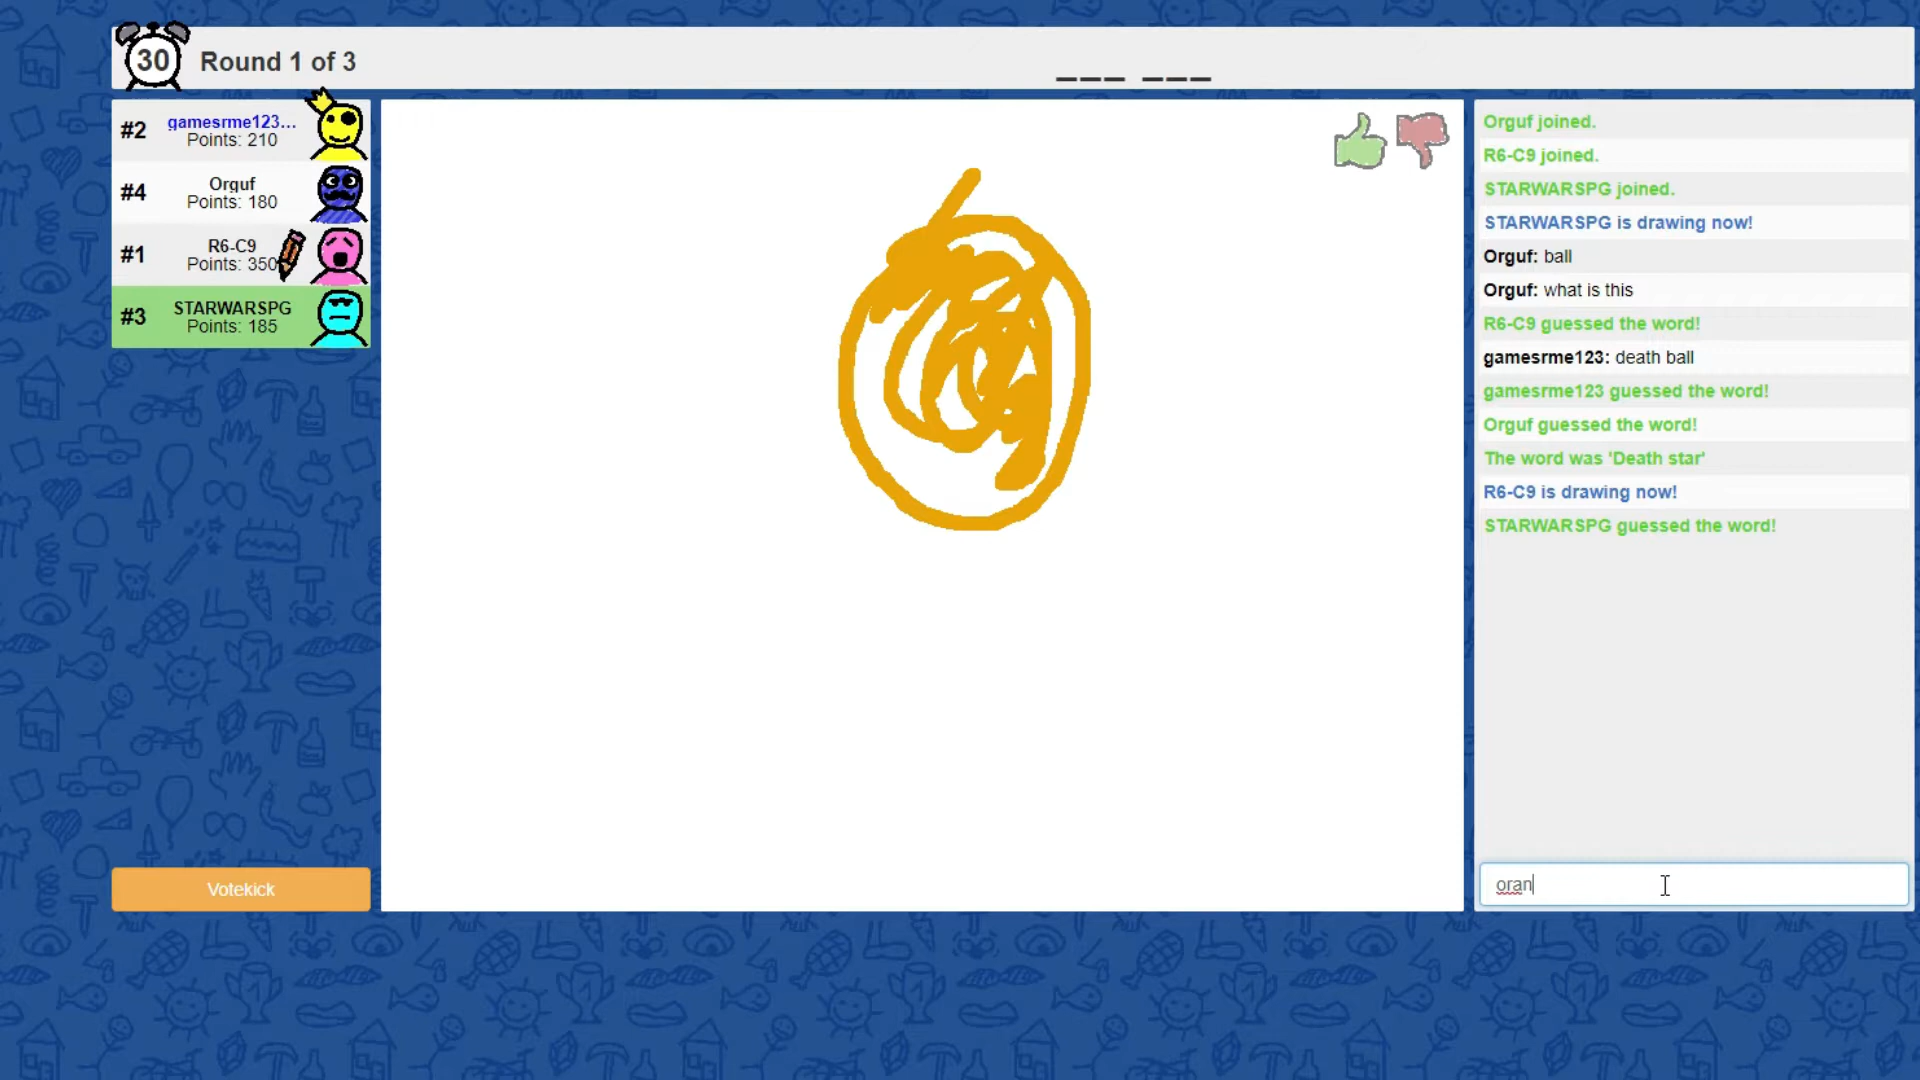 30
Round 1 of 3
___ ___
#2
gamesrme123...
Points: 210
#4
Orguf
Points: 180
#1
R6-C9
Points: 350
#3
STARWARSPG
Points: 185
Votekick
Orguf joined.
R6-C9 joined.
STARWARSPG joined.
STARWARSPG is drawing now!
Orguf: ball
Orguf: what is this
R6-C9 guessed the word!
gamesrme123: death ball
gamesrme123 guessed the word!
Orguf guessed the word!
The word was 'Death star'
R6-C9 is drawing now!
STARWARSPG guessed the word!
oran